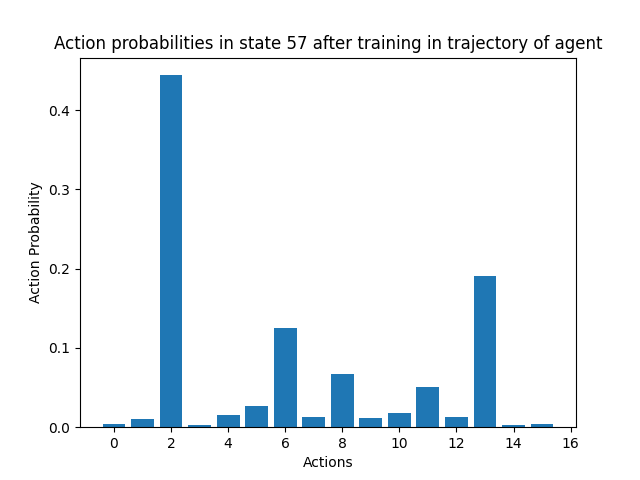 Action probabilities in state 57 after training in trajectory of agent
0.4
0.3
0.2
0.1
0.0
Action Probability
0 2 4 6 8 10 12 14 16
Actions